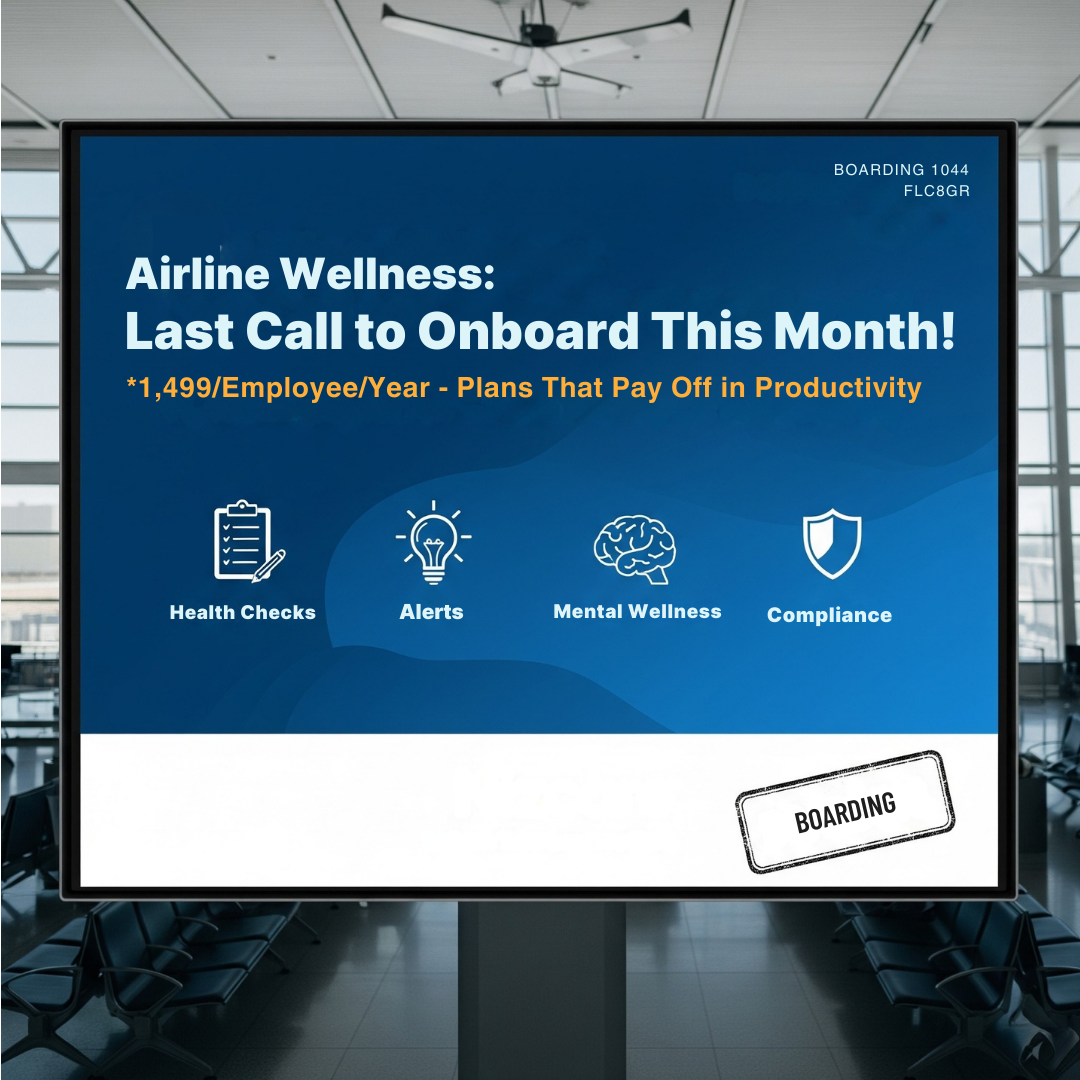 BOARDING 1044
FLC8GR
Airline Wellness:
Last Call to Onboard This Month!
*1,499/Employee/Year - Plans That Pay Off in Productivity
Health Checks
Alerts
Mental Wellness
Compliance
BOARDING